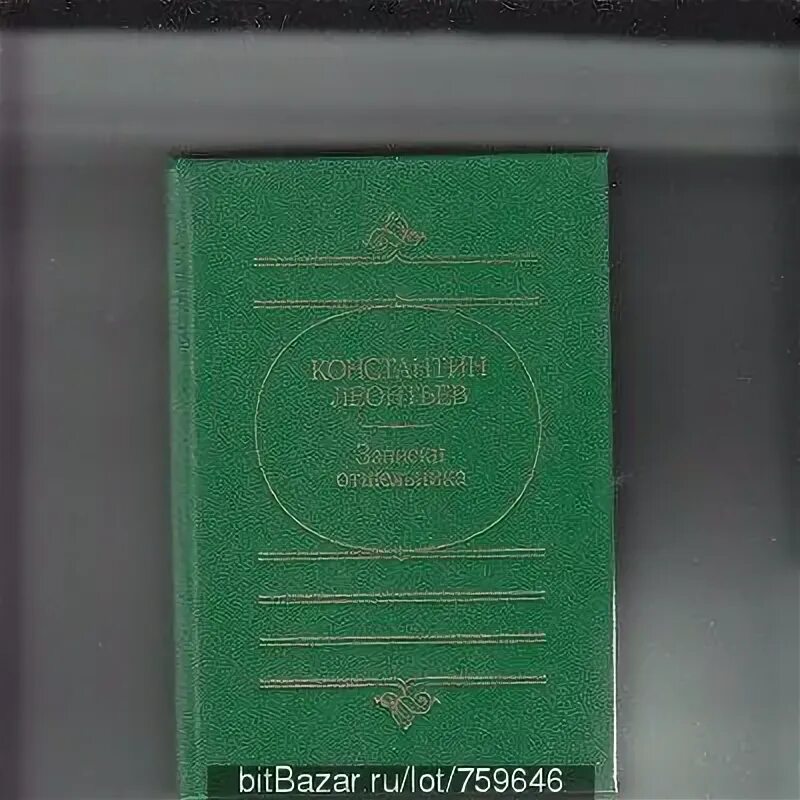 КОНСТАНТИН
ЛЕОНТЬЕВ
Записки
отшельника
bitBazar.ru/lot/759646